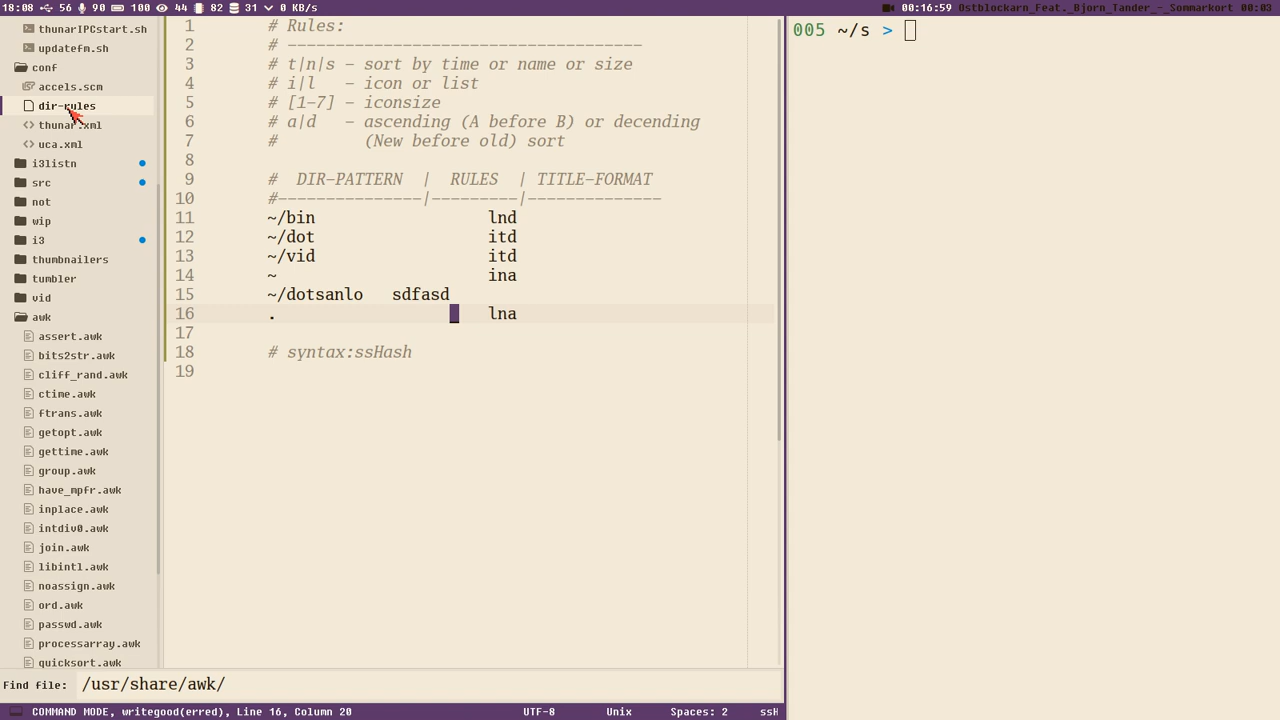 18:08 56 90 100 44 82 31 0 KB/s 00:16:59 Ostblockarn_Feat._Bjorn_Tander_-_Sommarkort 00:03
thunarIPCstart.sh
updatefm.sh
conf
accels.scm
dir-rules
thunar.xml
uca.xml
i3listn
src
not
wip
i3
thumbnailers
tumbler
vid
awk
assert.awk
bits2str.awk
cliff_rand.awk
ctime.awk
ftrans.awk
getopt.awk
gettime.awk
group.awk
have_mpfr.awk
inplace.awk
intdiv0.awk
join.awk
libintl.awk
noassign.awk
ord.awk
passwd.awk
processarray.awk
quicksort.awk
1 # Rules:
2 # -------------------------------------
3 # t|n|s - sort by time or name or size
4 # i|l   - icon or list
5 # [1-7] - iconsize
6 # a|d   - ascending (A before B) or decending
7 #         (New before old) sort
8
9 #  DIR-PATTERN  |  RULES  | TITLE-FORMAT
10 #---------------|---------|--------------
11 ~/bin                  lnd
12 ~/dot                  itd
13 ~/vid                  itd
14 ~                      ina
15 ~/dotsanlo   sdfasd
16 .                      lna
17
18 # syntax:ssHash
19
005 ~/s >
Find file: /usr/share/awk/
COMMAND MODE, writegood(erred), Line 16, Column 20 UTF-8 Unix Spaces: 2 ssH